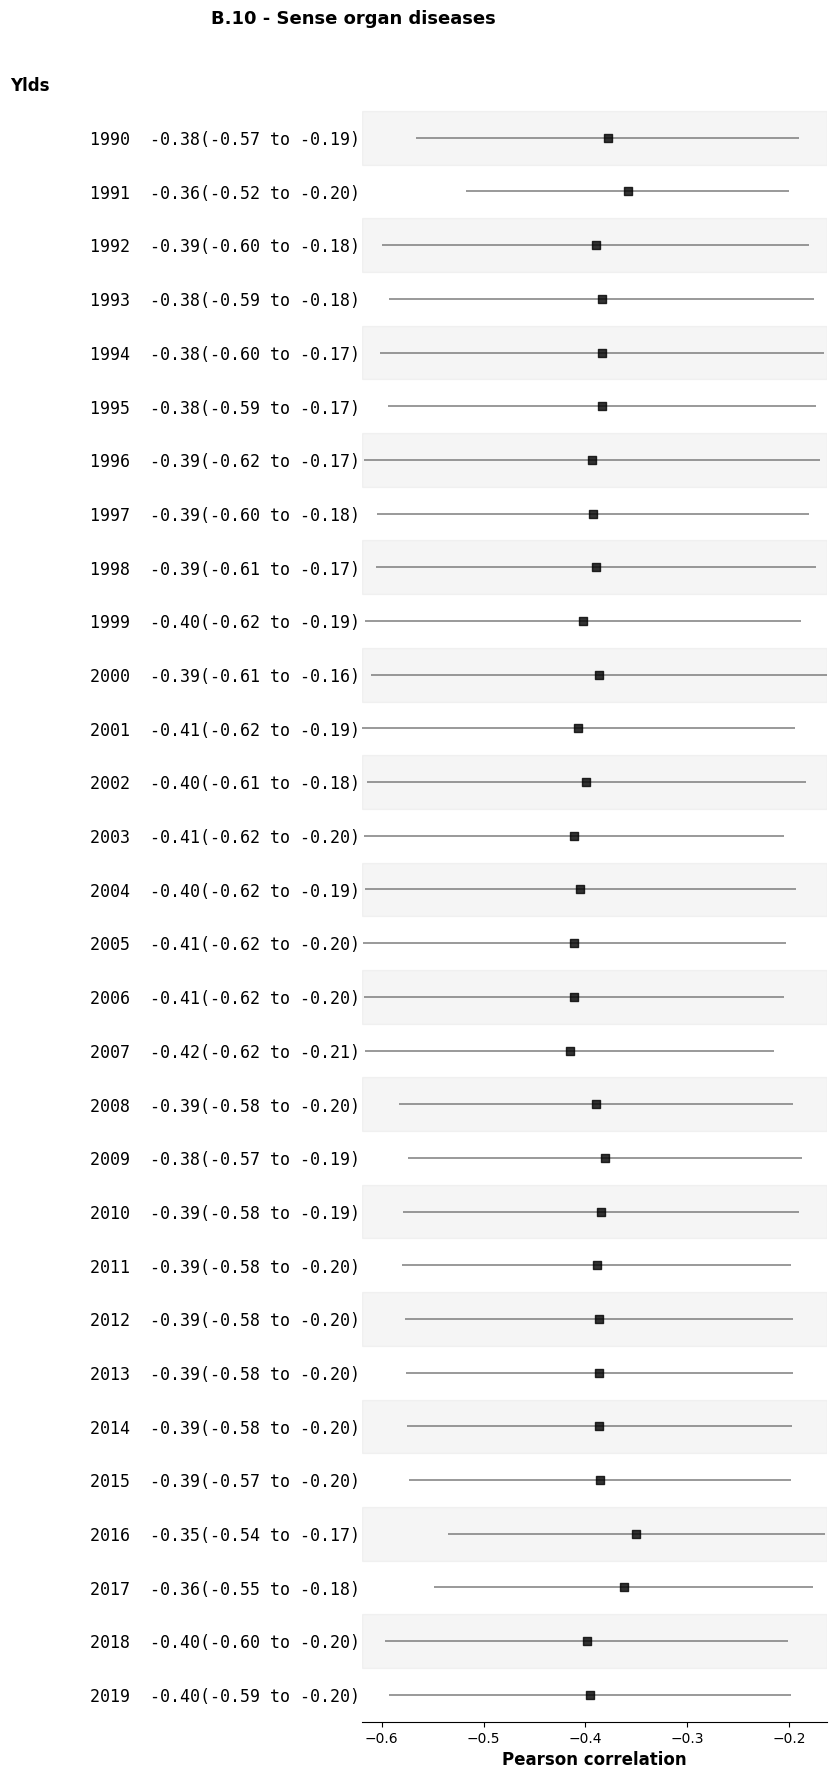 B.10 - Sense organ diseases
Ylds
1990 -0.38(-0.57 to -0.19)
1991 -0.36(-0.52 to -0.20)
1992 -0.39(-0.60 to -0.18)
1993 -0.38(-0.59 to -0.18)
1994 -0.38(-0.60 to -0.17)
1995 -0.38(-0.59 to -0.17)
1996 -0.39(-0.62 to -0.17)
1997 -0.39(-0.60 to -0.18)
1998 -0.39(-0.61 to -0.17)
1999 -0.40(-0.62 to -0.19)
2000 -0.39(-0.61 to -0.16)
2001 -0.41(-0.62 to -0.19)
2002 -0.40(-0.61 to -0.18)
2003 -0.41(-0.62 to -0.20)
2004 -0.40(-0.62 to -0.19)
2005 -0.41(-0.62 to -0.20)
2006 -0.41(-0.62 to -0.20)
2007 -0.42(-0.62 to -0.21)
2008 -0.39(-0.58 to -0.20)
2009 -0.38(-0.57 to -0.19)
2010 -0.39(-0.58 to -0.19)
2011 -0.39(-0.58 to -0.20)
2012 -0.39(-0.58 to -0.20)
2013 -0.39(-0.58 to -0.20)
2014 -0.39(-0.58 to -0.20)
2015 -0.39(-0.57 to -0.20)
2016 -0.35(-0.54 to -0.17)
2017 -0.36(-0.55 to -0.18)
2018 -0.40(-0.60 to -0.20)
2019 -0.40(-0.59 to -0.20)
−0.6 −0.5 −0.4 −0.3 −0.2
Pearson correlation